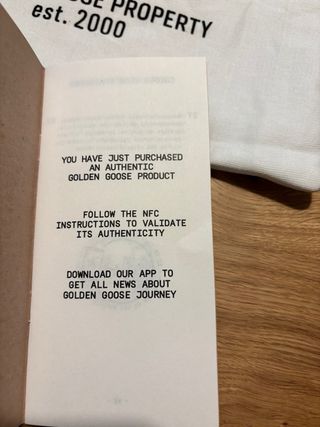 PROPERTY
est. 2000
YOU HAVE JUST PURCHASED
AN AUTHENTIC
GOLDEN GOOSE PRODUCT
FOLLOW THE NFC
INSTRUCTIONS TO VALIDATE
ITS AUTHENTICITY
DOWNLOAD OUR APP TO
GET ALL NEWS ABOUT
GOLDEN GOOSE JOURNEY